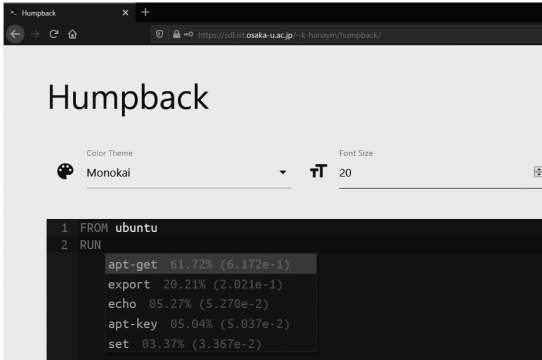 Humpback
https://sdl.ist.osaka-u.ac.jp/~k-hanaym/humpback/
Humpback
Color Theme
Font Size
Monokai
20
1 FROM ubuntu
2 RUN
apt-get 61.72% (6.172e-1)
export 20.21% (2.021e-1)
echo 05.27% (5.270e-2)
apt-key 05.04% (5.037e-2)
set 03.37% (3.367e-2)